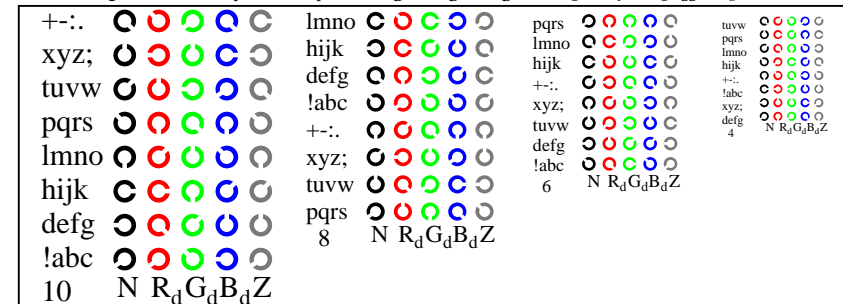 +-:.
xyz;
tuvw
pqrs
lmno
hijk
defg
!abc
10 N RdGdBdZ
lmno
hijk
defg
!abc
+-:.
xyz;
tuvw
pqrs
8 N RdGdBdZ
pqrs
lmno
hijk
+-:.
xyz;
tuvw
defg
!abc
6 N RdGdBdZ
tuvw
pqrs
lmno
hijk
+-:.
!abc
xyz;
defg
4 N RdGdBdZ